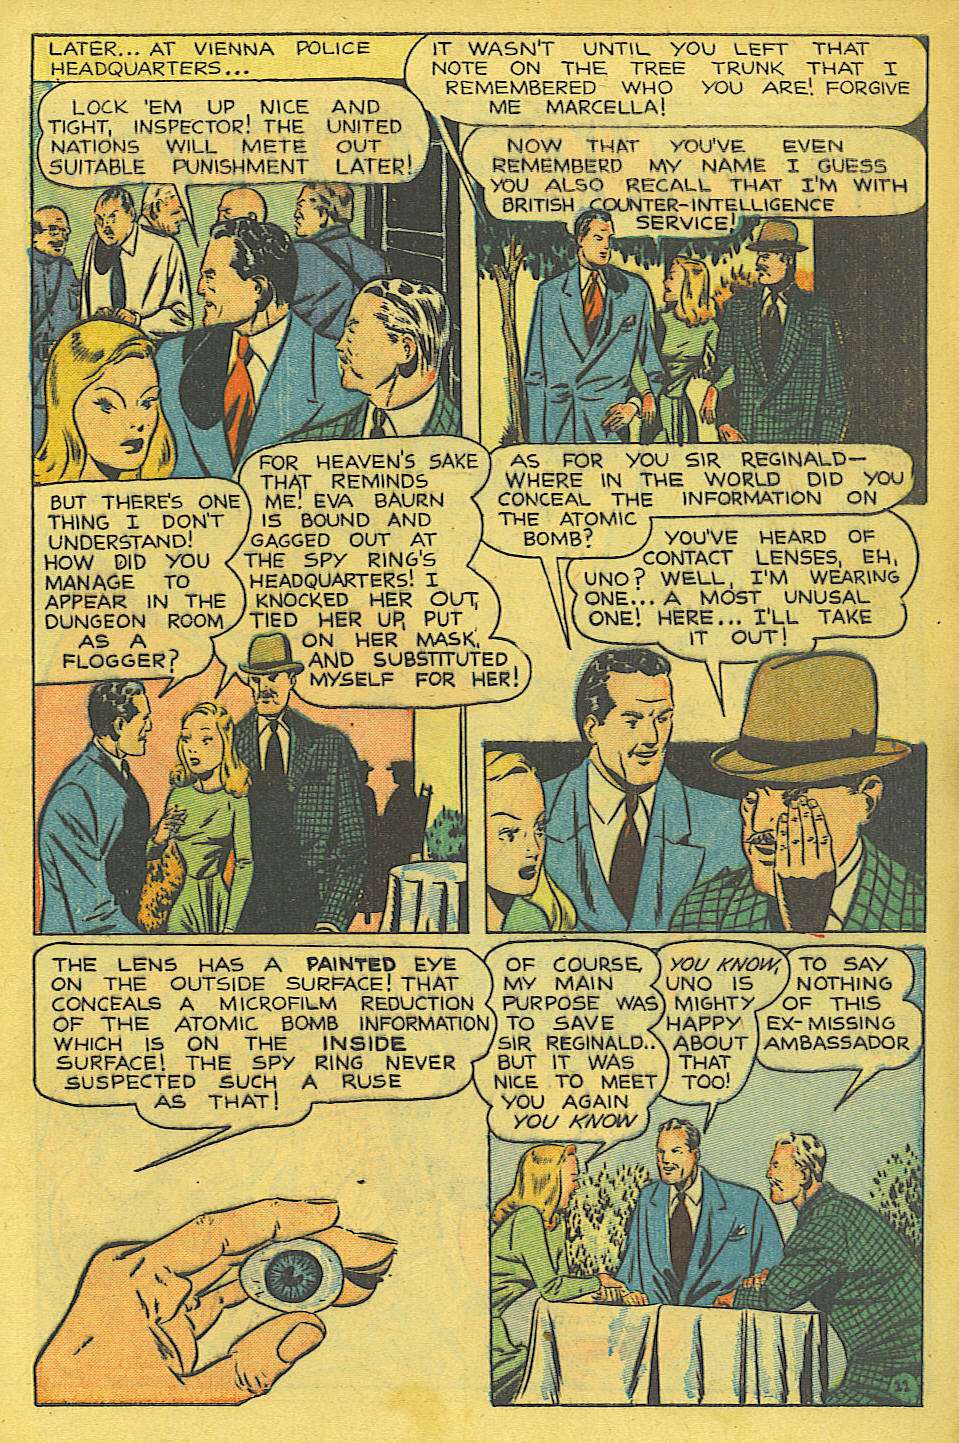 LATER... AT VIENNA POLICE
HEADQUARTERS...
LOCK 'EM UP NICE AND
TIGHT, INSPECTOR! THE UNITED
NATIONS WILL METE OUT
SUITABLE PUNISHMENT LATER!
IT WASN'T UNTIL YOU LEFT THAT
NOTE ON THE TREE TRUNK THAT I
REMEMBERED WHO YOU ARE! FORGIVE
ME MARCELLA!
NOW THAT YOU'VE EVEN
REMEMBERD MY NAME I GUESS
YOU ALSO RECALL THAT I'M WITH
BRITISH COUNTER-INTELLIGENCE
SERVICE!
BUT THERE'S ONE
THING I DON'T
UNDERSTAND!
HOW DID YOU
MANAGE TO
APPEAR IN THE
DUNGEON ROOM
AS A
FLOGGER?
FOR HEAVEN'S SAKE
THAT REMINDS
ME! EVA BAURN
IS BOUND AND
GAGGED OUT AT
THE SPY RING'S
HEADQUARTERS! I
KNOCKED HER OUT,
TIED HER UP, PUT
ON HER MASK,
AND SUBSTITUTED
MYSELF FOR HER!
AS FOR YOU SIR REGINALD—
WHERE IN THE WORLD DID YOU
CONCEAL THE INFORMATION ON
THE ATOMIC
BOMB?
YOU'VE HEARD OF
CONTACT LENSES, EH,
UNO? WELL, I'M WEARING
ONE... A MOST UNUSAL
ONE! HERE... I'LL TAKE
IT OUT!
THE LENS HAS A PAINTED EYE
ON THE OUTSIDE SURFACE! THAT
CONCEALS A MICROFILM REDUCTION
OF THE ATOMIC BOMB INFORMATION
WHICH IS ON THE INSIDE
SURFACE! THE SPY RING NEVER
SUSPECTED SUCH A RUSE
AS THAT!
OF COURSE,
MY MAIN
PURPOSE WAS
TO SAVE
SIR REGINALD..
BUT IT WAS
NICE TO MEET
YOU AGAIN
YOU KNOW
YOU KNOW,
UNO IS
MIGHTY
HAPPY
ABOUT
THAT
TOO!
TO SAY
NOTHING
OF THIS
EX-MISSING
AMBASSADOR
22